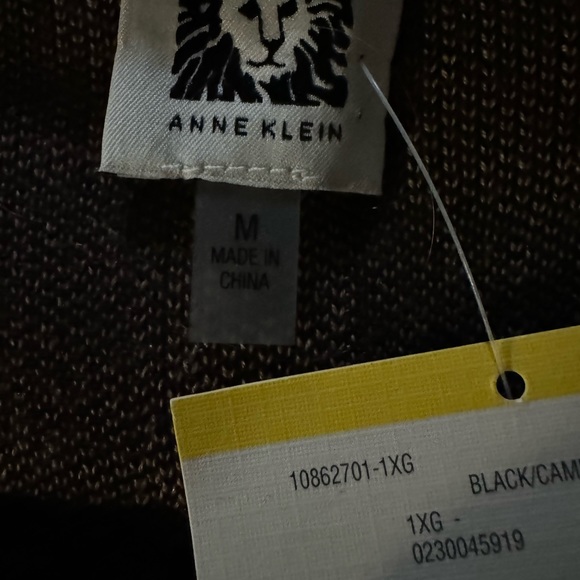 ANNE KLEIN
M
MADE IN
CHINA
10862701-1XG
BLACK/CAM
1XG -
0230045919